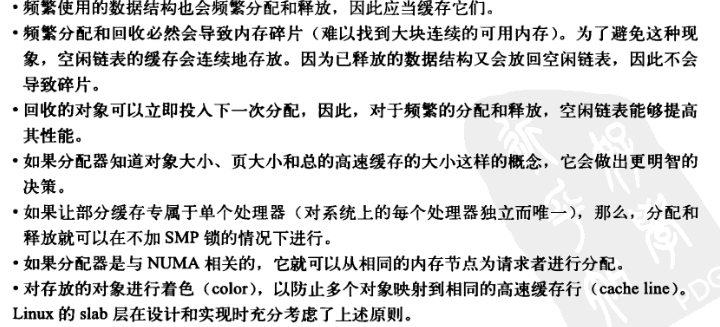 • 频繁使用的数据结构也会频繁分配和释放，因此应当缓存它们。
• 频繁分配和回收必然会导致内存碎片（难以找到大块连续的可用内存）。为了避免这种现
象，空闲链表的缓存会连续地存放。因为已释放的数据结构又会放回空闲链表，因此不会
导致碎片。
• 回收的对象可以立即投入下一次分配，因此，对于频繁的分配和释放，空闲链表能够提高
其性能。
• 如果分配器知道对象大小、页大小和总的高速缓存的大小这样的概念，它会做出更明智的
决策。
• 如果让部分缓存专属于单个处理器（对系统上的每个处理器独立而唯一），那么，分配和
释放就可以在不加 SMP 锁的情况下进行。
• 如果分配器是与 NUMA 相关的，它就可以从相同的内存节点为请求者进行分配。
• 对存放的对象进行着色（color），以防止多个对象映射到相同的高速缓存行（cache line）。
Linux 的 slab 层在设计和实现时充分考虑了上述原则。